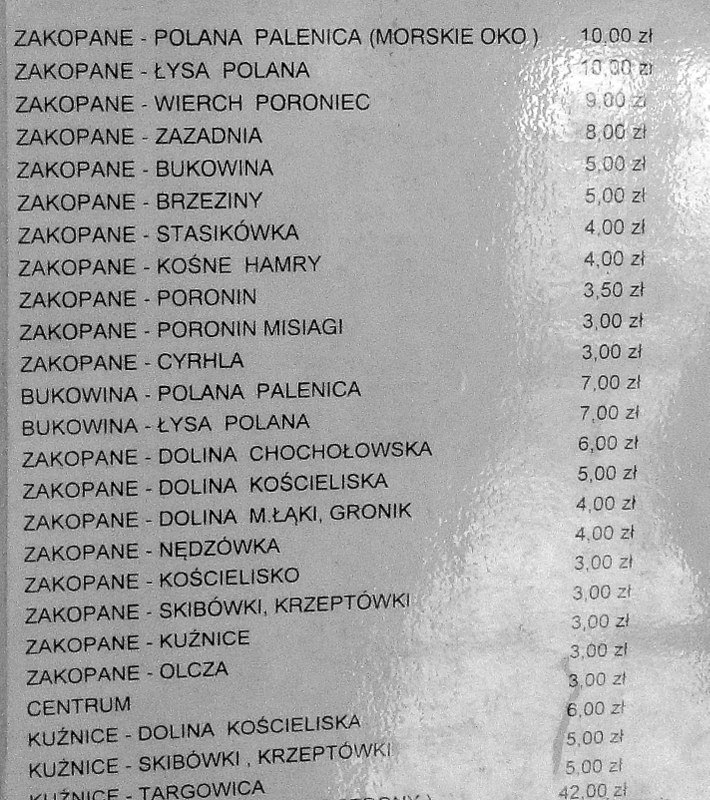 ZAKOPANE - POLANA PALENICA (MORSKIE OKO ) 10,00 zł
ZAKOPANE - ŁYSA POLANA 10,00 zł
ZAKOPANE - WIERCH PORONIEC 9,00 zł
ZAKOPANE - ZAZADNIA 8,00 zł
ZAKOPANE - BUKOWINA 5,00 zł
ZAKOPANE - BRZEZINY 5,00 zł
ZAKOPANE - STASIKÓWKA 4,00 zł
ZAKOPANE - KOŚNE HAMRY 4,00 zł
ZAKOPANE - PORONIN 3,50 zł
ZAKOPANE - PORONIN MISIAGI 3,00 zł
ZAKOPANE - CYRHLA 3,00 zł
BUKOWINA - POLANA PALENICA 7,00 zł
BUKOWINA - ŁYSA POLANA 7,00 zł
ZAKOPANE - DOLINA CHOCHOŁOWSKA 6,00 zł
ZAKOPANE - DOLINA KOŚCIELISKA 5,00 zł
ZAKOPANE - DOLINA M.ŁĄKI, GRONIK 4,00 zł
ZAKOPANE - NĘDZÓWKA 4,00 zł
ZAKOPANE - KOŚCIELISKO 3,00 zł
ZAKOPANE - SKIBÓWKI, KRZEPTÓWKI 3,00 zł
ZAKOPANE - KUŹNICE 3,00 zł
ZAKOPANE - OLCZA 3,00 zł
CENTRUM 3,00 zł
KUŹNICE - DOLINA KOŚCIELISKA 6,00 zł
KUŹNICE - SKIBÓWKI , KRZEPTÓWKI 5,00 zł
KUŹNICE - TARGOWICA 5,00 zł
42,00 zł